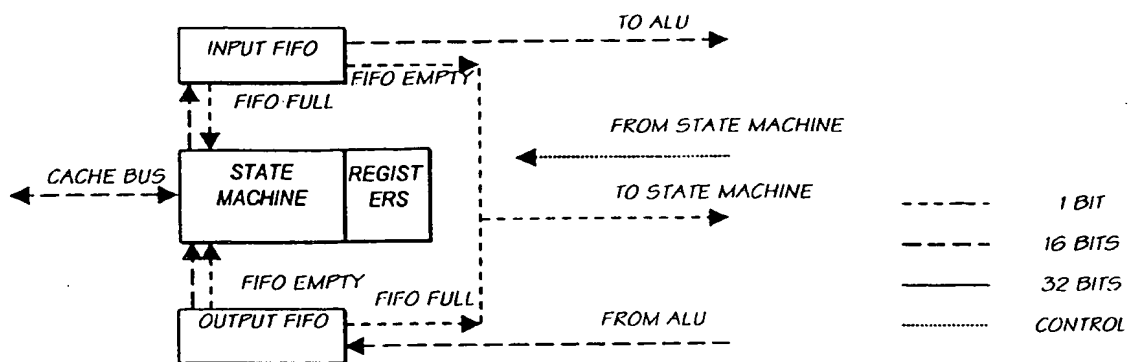 TO ALU
INPUT FIFO
FIFO EMPTY
FIFO FULL
FROM STATE MACHINE
CACHE BUS
STATE
MACHINE
REGIST
ERS
TO STATE MACHINE
1 BIT
16 BITS
FIFO EMPTY
32 BITS
FIFO FULL
OUTPUT FIFO
FROM ALU
CONTROL